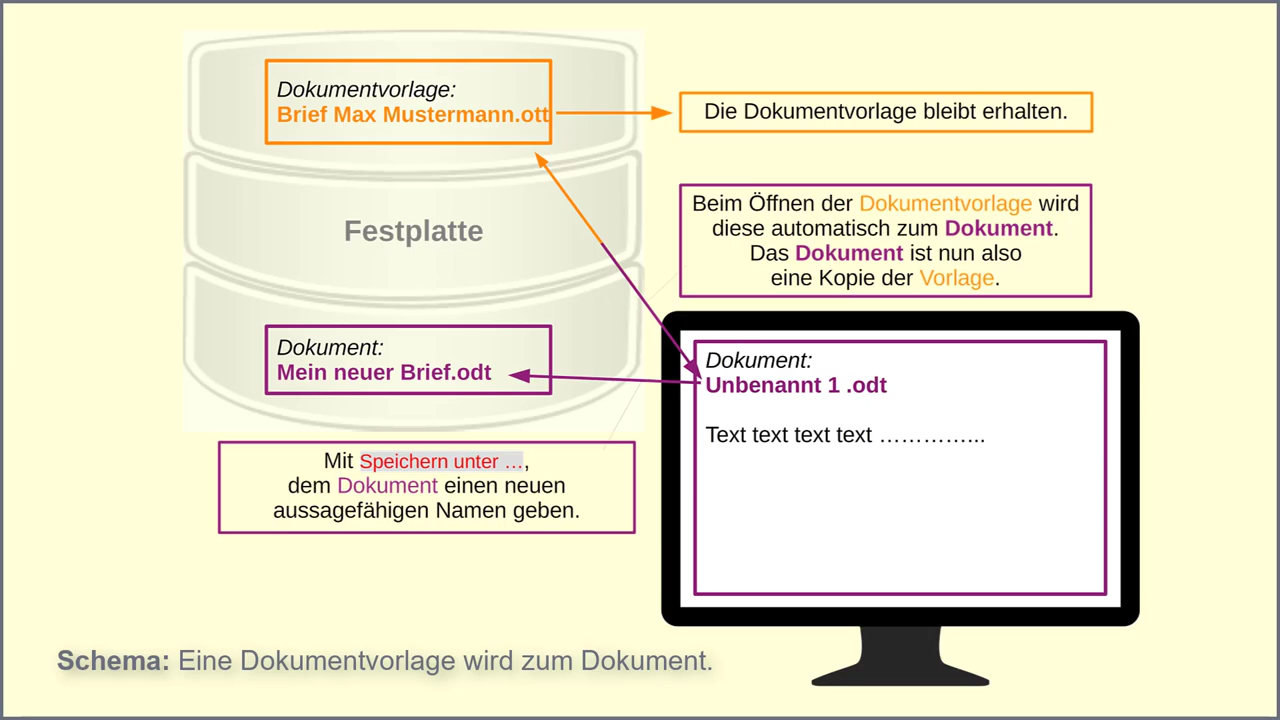 Dokumentvorlage:
Brief Max Mustermann.ott
Die Dokumentvorlage bleibt erhalten.
Beim Öffnen der Dokumentvorlage wird
diese automatisch zum Dokument.
Das Dokument ist nun also
eine Kopie der Vorlage.
Festplatte
Dokument:
Mein neuer Brief.odt
Dokument:
Unbenannt 1 .odt
Text text text text …………...
Mit Speichern unter …,
dem Dokument einen neuen
aussagefähigen Namen geben.
Schema: Eine Dokumentvorlage wird zum Dokument.